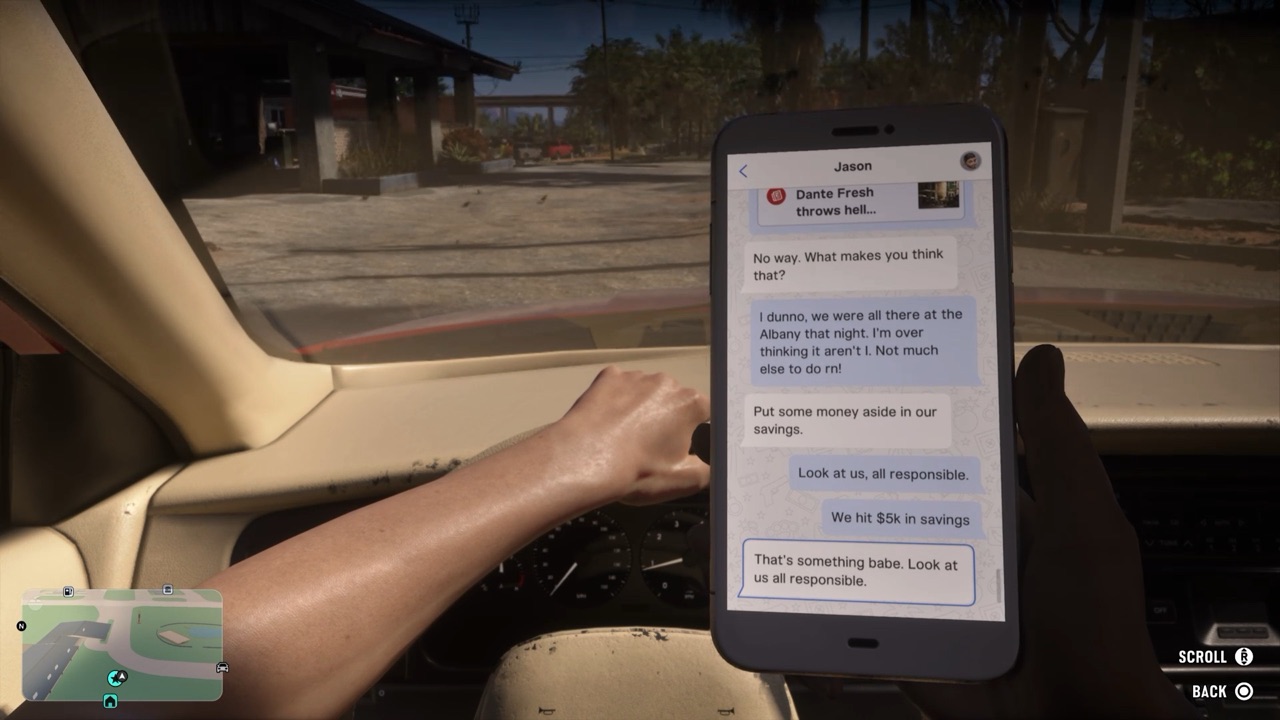 Jason
Dante Fresh
throws hell...
No way. What makes you think
that?
I dunno, we were all there at the
Albany that night. I'm over
thinking it aren't I. Not much
else to do rn!
Put some money aside in our
savings.
Look at us, all responsible.
We hit $5k in savings
That's something babe. Look at
us all responsible.
N
OFF
SCROLL R
BACK